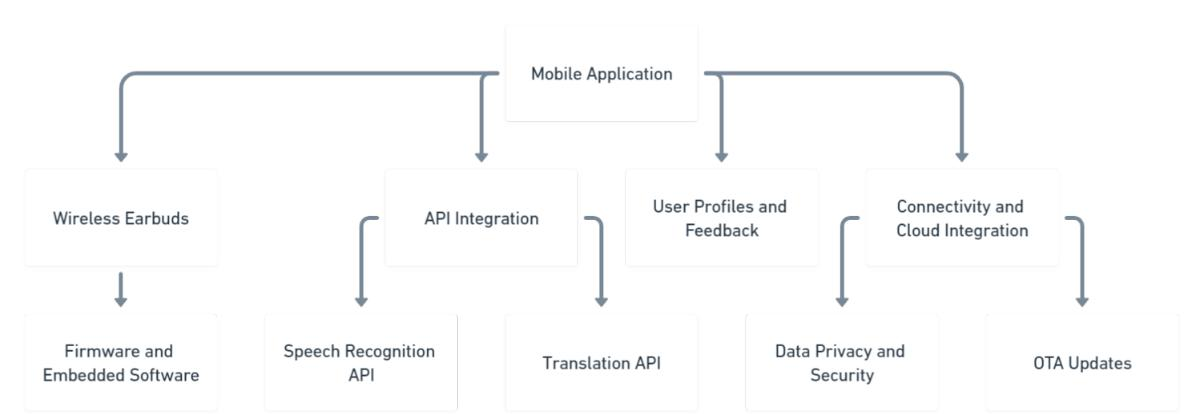 Mobile Application
Wireless Earbuds
API Integration
User Profiles and
Feedback
Connectivity and
Cloud Integration
Firmware and
Embedded Software
Speech Recognition
API
Translation API
Data Privacy and
Security
OTA Updates